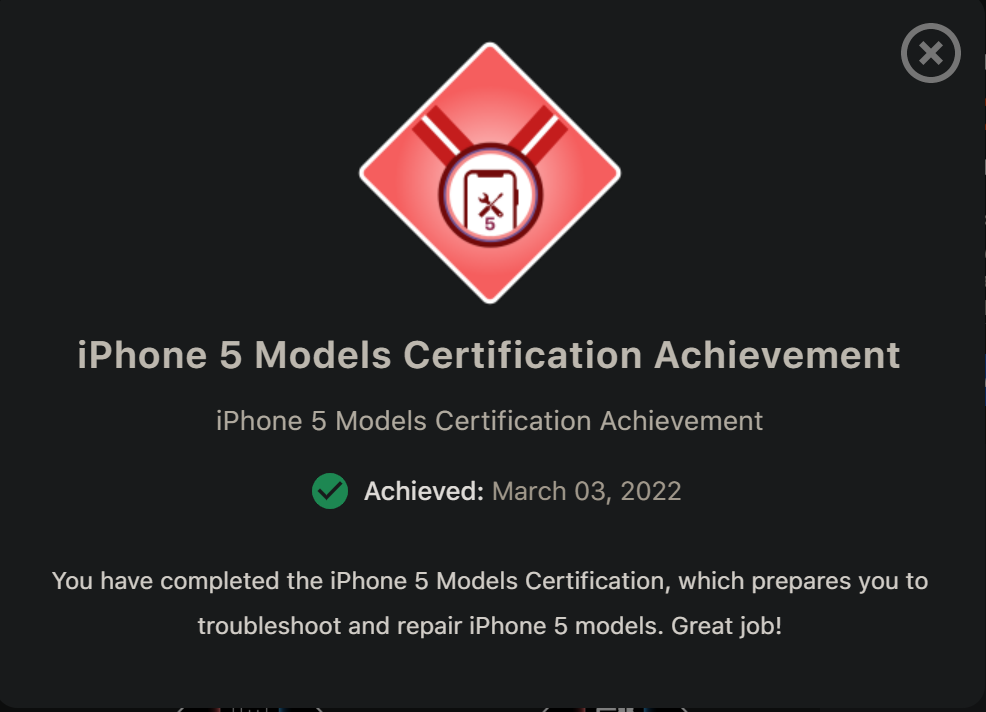 5
iPhone 5 Models Certification Achievement
iPhone 5 Models Certification Achievement
Achieved: March 03, 2022
You have completed the iPhone 5 Models Certification, which prepares you to
troubleshoot and repair iPhone 5 models. Great job!